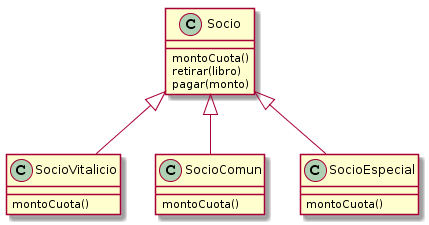 C Socio
montoCuota()
retirar(libro)
pagar(monto)
C SocioVitalicio
montoCuota()
C SocioComun
montoCuota()
C SocioEspecial
montoCuota()